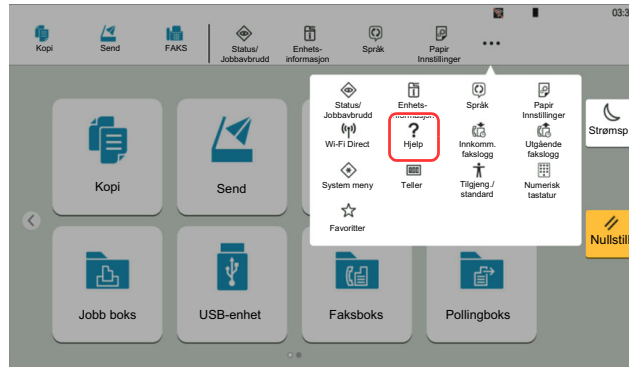 03:3
Kopi
Send
FAKS
Status/
Jobbavbrudd
Enhets-
informasjon
Språk
Papir
Innstillinger
Status/
Jobbavbrudd
Enhets-
informasjon
Språk
Papir
Innstillinger
Wi-Fi Direct
?
Hjelp
Innkomm.
fakslogg
Utgående
fakslogg
System meny
Teller
Tilgjeng./
standard
Numerisk
tastatur
Favoritter
Kopi
Send
Strømsp
Nullstill
Jobb boks
USB-enhet
Faksboks
Pollingboks